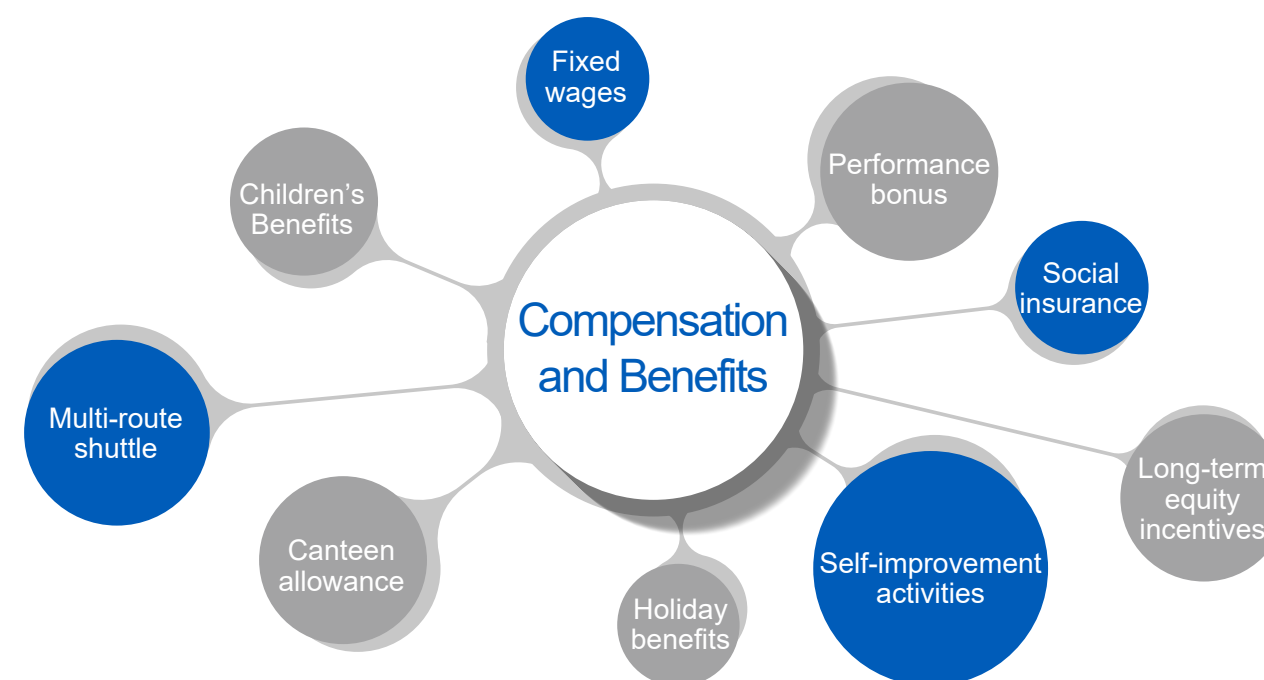 Fixed
wages
Performance
bonus
Children's
Benefits
Social
insurance
Compensation
and Benefits
Multi-route
shuttle
Long-term
equity
incentives
Canteen
allowance
Self-improvement
activities
Holiday
benefits